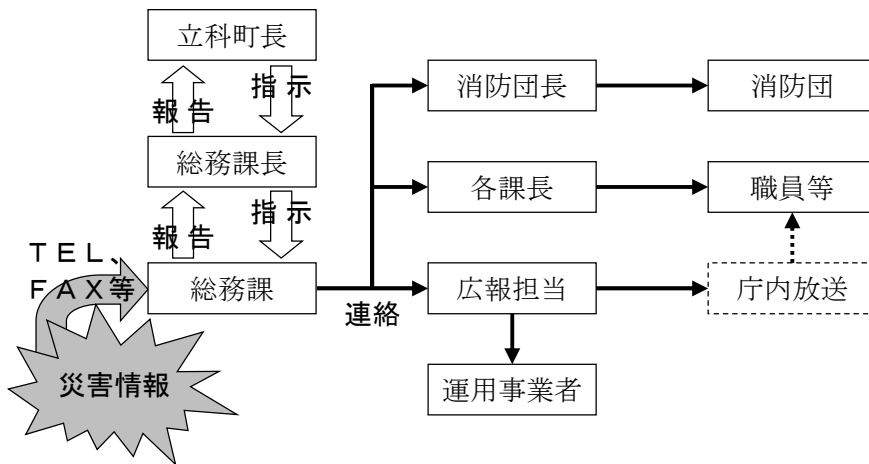 立科町長
報告
指示
消防団長
消防団
総務課長
報告
指示
各課長
職員等
ＴＥＬ、
ＦＡＸ等
総務課
連絡
広報担当
庁内放送
災害情報
運用事業者